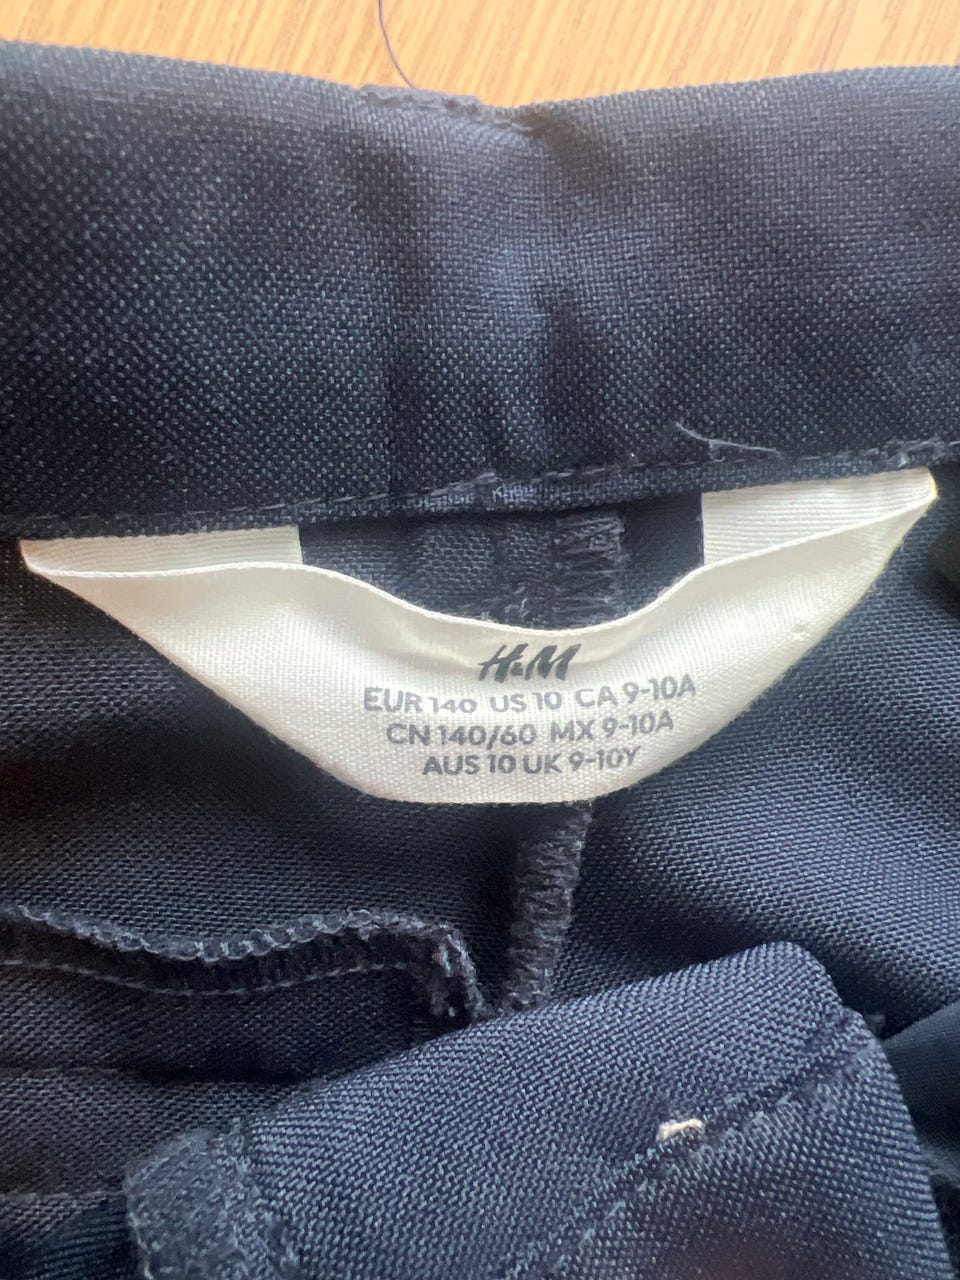 H&M
EUR 140 US 10 CA 9-10A
CN 140/60 MX 9-10A
AUS 10 UK 9-10Y